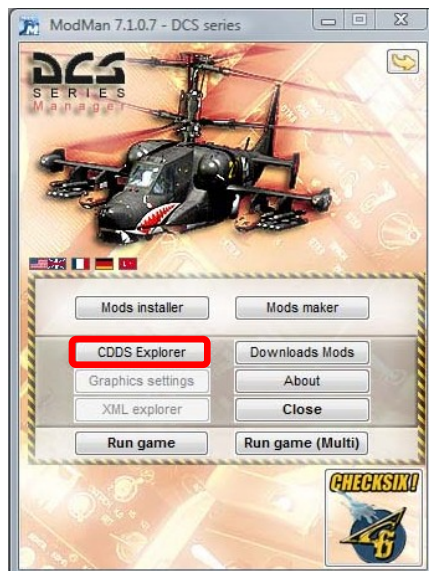 ModMan 7.1.0.7 - DCS series
DCS
SERIES
Manager
Mods installer
Mods maker
CDDS Explorer
Downloads Mods
Graphics settings
About
XML explorer
Close
Run game
Run game (Multi)
CHECKSIX!
6